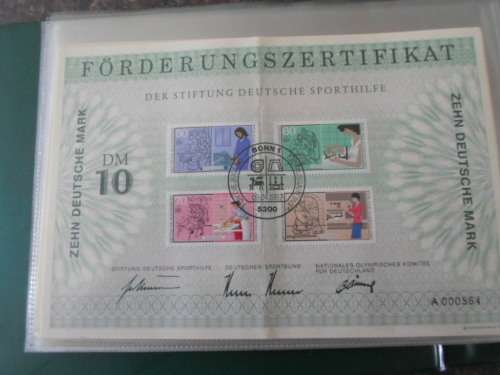 FÖRDERUNGSZERTIFIKAT
DER STIFTUNG DEUTSCHE SPORTHILFE
ZEHN DEUTSCHE MARK
DM
10
ZEHN DEUTSCHE MARK
80
BONN 1
5300
STIFTUNG DEUTSCHE SPORTHILFE
DEUTSCHER SPORTBUND
NATIONALES OLYMPISCHES KOMITEE
FÜR DEUTSCHLAND
A 000564